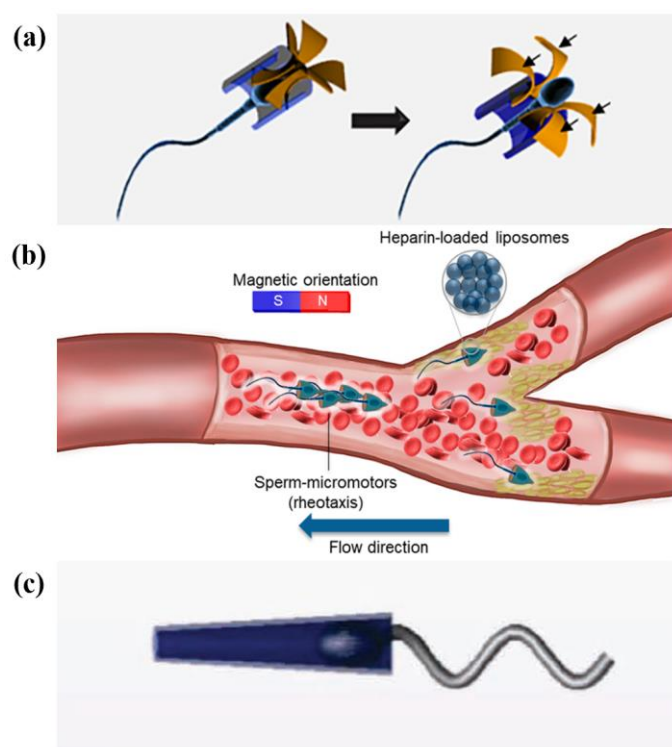 (a)
(b)
Heparin-loaded liposomes
Magnetic orientation
S N
Sperm-micromotors
(rheotaxis)
Flow direction
(c)